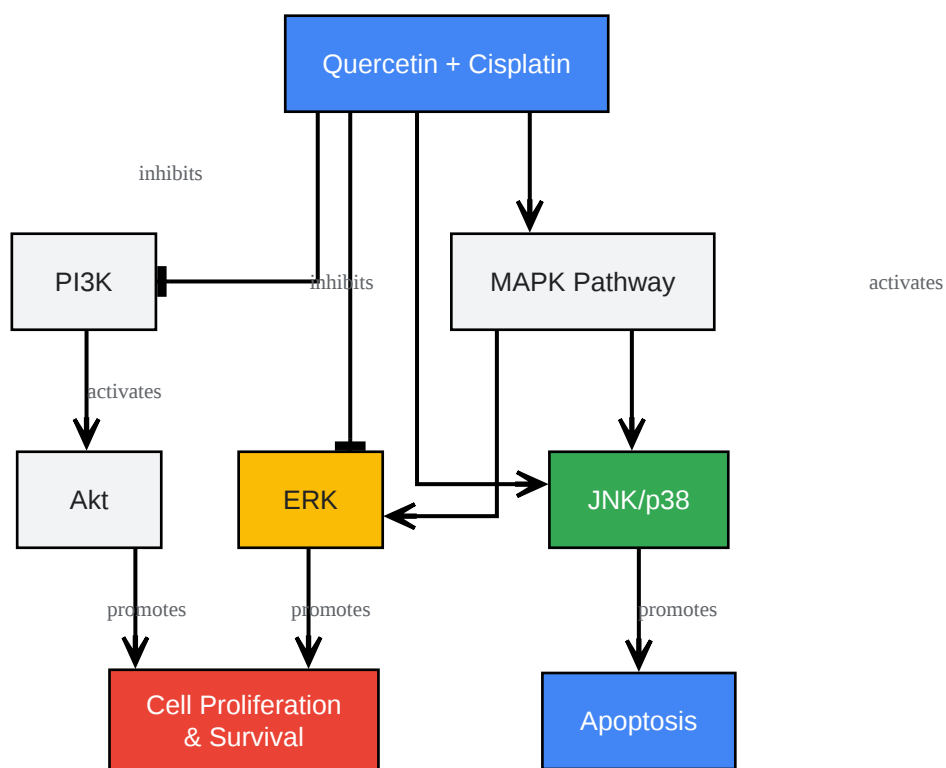 Quercetin + Cisplatin
inhibits
PI3K
inhibits
MAPK Pathway
activates
activates
Akt
ERK
JNK/p38
promotes
promotes
promotes
Cell Proliferation
& Survival
Apoptosis